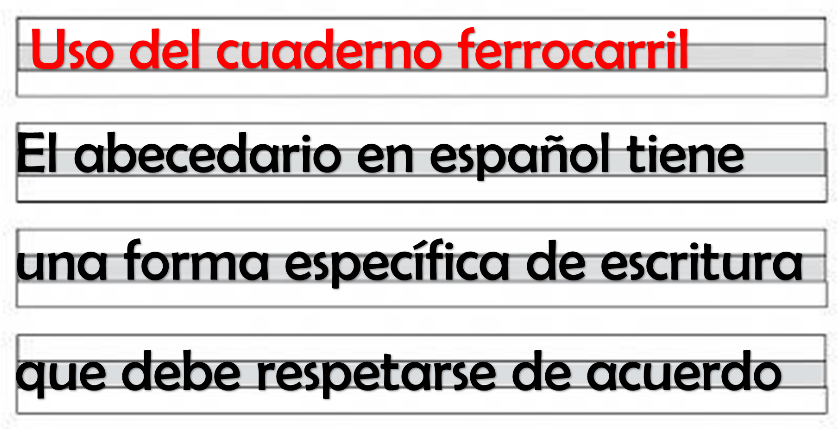 Uso del cuaderno ferrocarril
El abecedario en español tiene
una forma específica de escritura
que debe respetarse de acuerdo